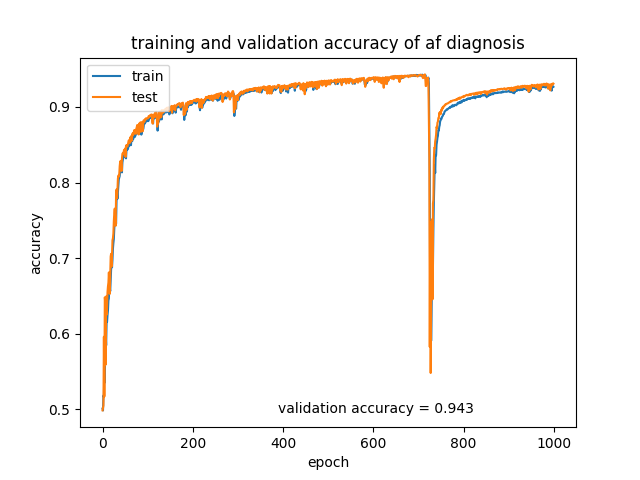 training and validation accuracy of af diagnosis
train
test
0.9
0.8
0.7
0.6
0.5
accuracy
validation accuracy = 0.943
0 200 400 600 800 1000
epoch